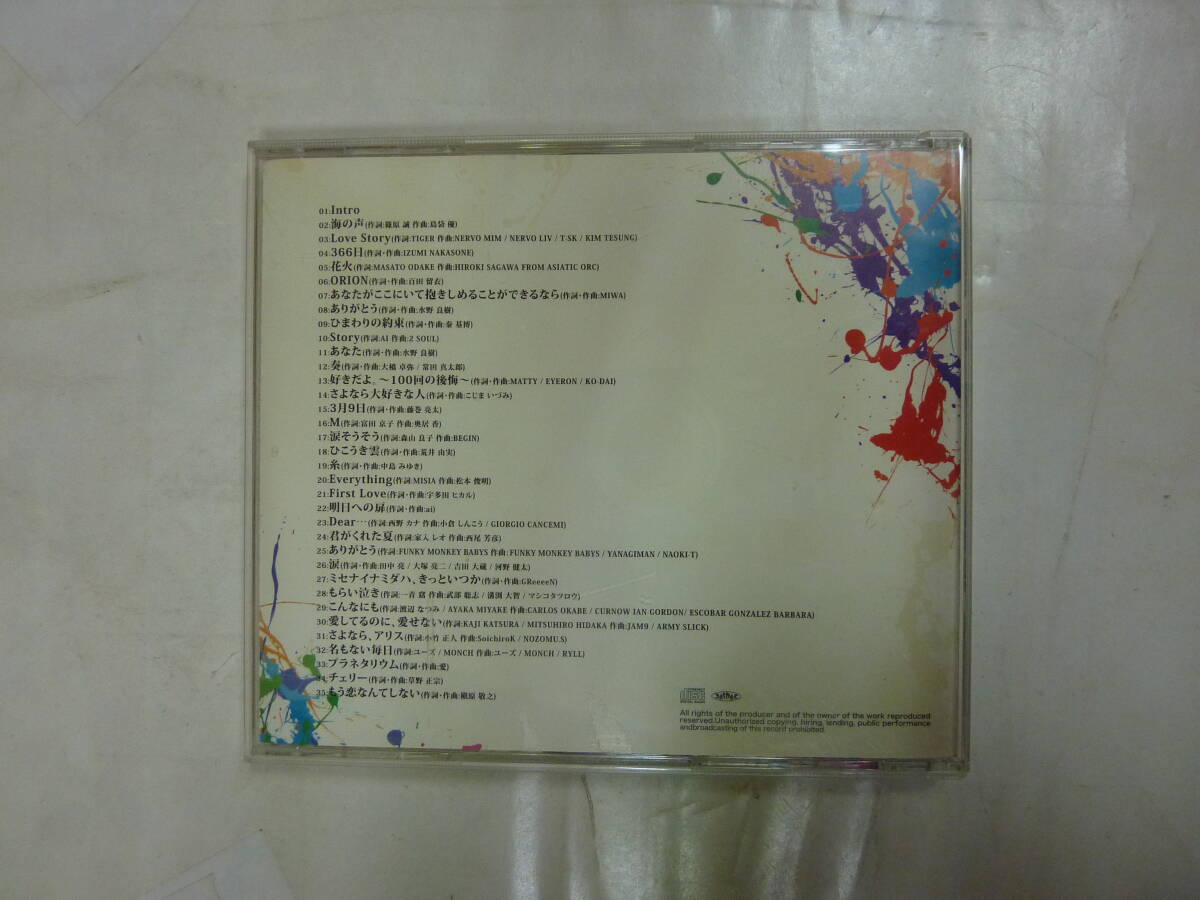 01:Intro
02:海の声(作詞:篠原 誠 作曲:島袋 優)
03:Love Story(作詞:TIGER 作曲:NERVO MIM / NERVO LIV / T-SK / KIM TESUNG)
04:366日(作詞・作曲:IZUMI NAKASONE)
05:花火(作詞:MASATO ODAKE 作曲:HIROKI SAGAWA FROM ASIATIC ORC)
06:ORION(作詞・作曲:百田 留衣)
07:あなたがここにいて抱きしめることができるなら(作詞・作曲:MIWA)
08:ありがとう(作詞・作曲:水野 良樹)
09:ひまわりの約束(作詞・作曲:秦 基博)
10:Story(作詞:AI 作曲:2 SOUL)
11:あなた(作詞・作曲:水野 良樹)
12:奏(作詞・作曲:大橋 卓弥 / 常田 真太郎)
13:好きだよ。～100回の後悔～(作詞・作曲:MATTY / EYERON / KO-DAI)
14:さよなら大好きな人(作詞・作曲:こじま いづみ)
15:3月9日(作詞・作曲:藤巻 亮太)
16:M(作詞:富田 京子 作曲:奥居 香)
17:涙そうそう(作詞:森山 良子 作曲:BEGIN)
18:ひこうき雲(作詞・作曲:荒井 由実)
19:糸(作詞・作曲:中島 みゆき)
20:Everything(作詞:MISIA 作曲:松本 俊明)
21:First Love(作詞・作曲:宇多田 ヒカル)
22:明日への扉(作詞・作曲:ai)
23:Dear…(作詞:西野 カナ 作曲:小倉 しんこう / GIORGIO CANCEMI)
24:君がくれた夏(作詞:家入 レオ 作曲:西尾 芳彦)
25:ありがとう(作詞:FUNKY MONKEY BABYS 作曲:FUNKY MONKEY BABYS / YANAGIMAN / NAOKI-T)
26:涙(作詞・作曲:田中 亮 / 大塚 亮二 / 吉田 大蔵 / 河野 健太)
27:ミセナイナミダハ、きっといつか(作詞・作曲:GReeeeN)
28:もらい泣き(作詞:一青 窈 作曲:武部 聡志 / 溝渕 大智 / マシコタツロウ)
29:こんなにも(作詞:渡辺 なつみ / AYAKA MIYAKE 作曲:CARLOS OKABE / CURNOW IAN GORDON/ ESCOBAR GONZALEZ BARBARA)
30:愛してるのに、愛せない(作詞:KAJI KATSURA / MITSUHIRO HIDAKA 作曲:JAM9 / ARMY SLICK)
31:さよなら、アリス(作詞:小竹 正人 作曲:SoichiroK / NOZOMU.S)
32:名もない毎日(作詞:ユーズ / MONCH 作曲:ユーズ / MONCH / RYLL)
33:プラネタリウム(作詞・作曲:愛)
34:チェリー(作詞・作曲:草野 正宗)
35:もう恋なんてしない(作詞・作曲:槇原 敬之)
All rights of the producer and of the owner of the work reproduced
reserved.Unauthorized copying, hiring, lending, public performance
andbroadcasting of this record prohibited.